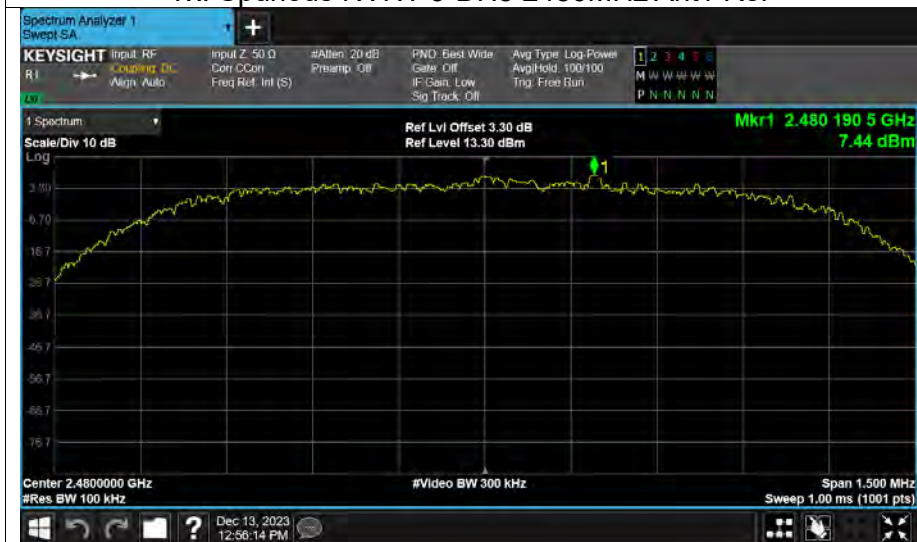 Spectrum Analyzer 1
Swept SA
+
KEYSIGHT
Input: RF
Coupling: DC
Align: Auto
Input Z: 50 Ω
Corr CCorr
Freq Ref: Int (S)
#Atten: 20 dB
Preamp: Off
PNO: Best Wide
Gate: Off
IF Gain: Low
Sig Track: Off
Avg Type: Log-Power
Avg|Hold: 100/100
Trig: Free Run
1 2 3 4 5 6
M W W W W W
P N N N N N
1 Spectrum
Scale/Div 10 dB
Log
Ref Lvl Offset 3.30 dB
Ref Level 13.30 dBm
Mkr1 2.480 190 5 GHz
7.44 dBm
1
3.30
-6.70
-16.7
-26.7
-36.7
-46.7
-56.7
-66.7
-76.7
Center 2.4800000 GHz
#Res BW 100 kHz
#Video BW 300 kHz
Span 1.500 MHz
Sweep 1.00 ms (1001 pts)
?
Dec 13, 2023
12:56:14 PM